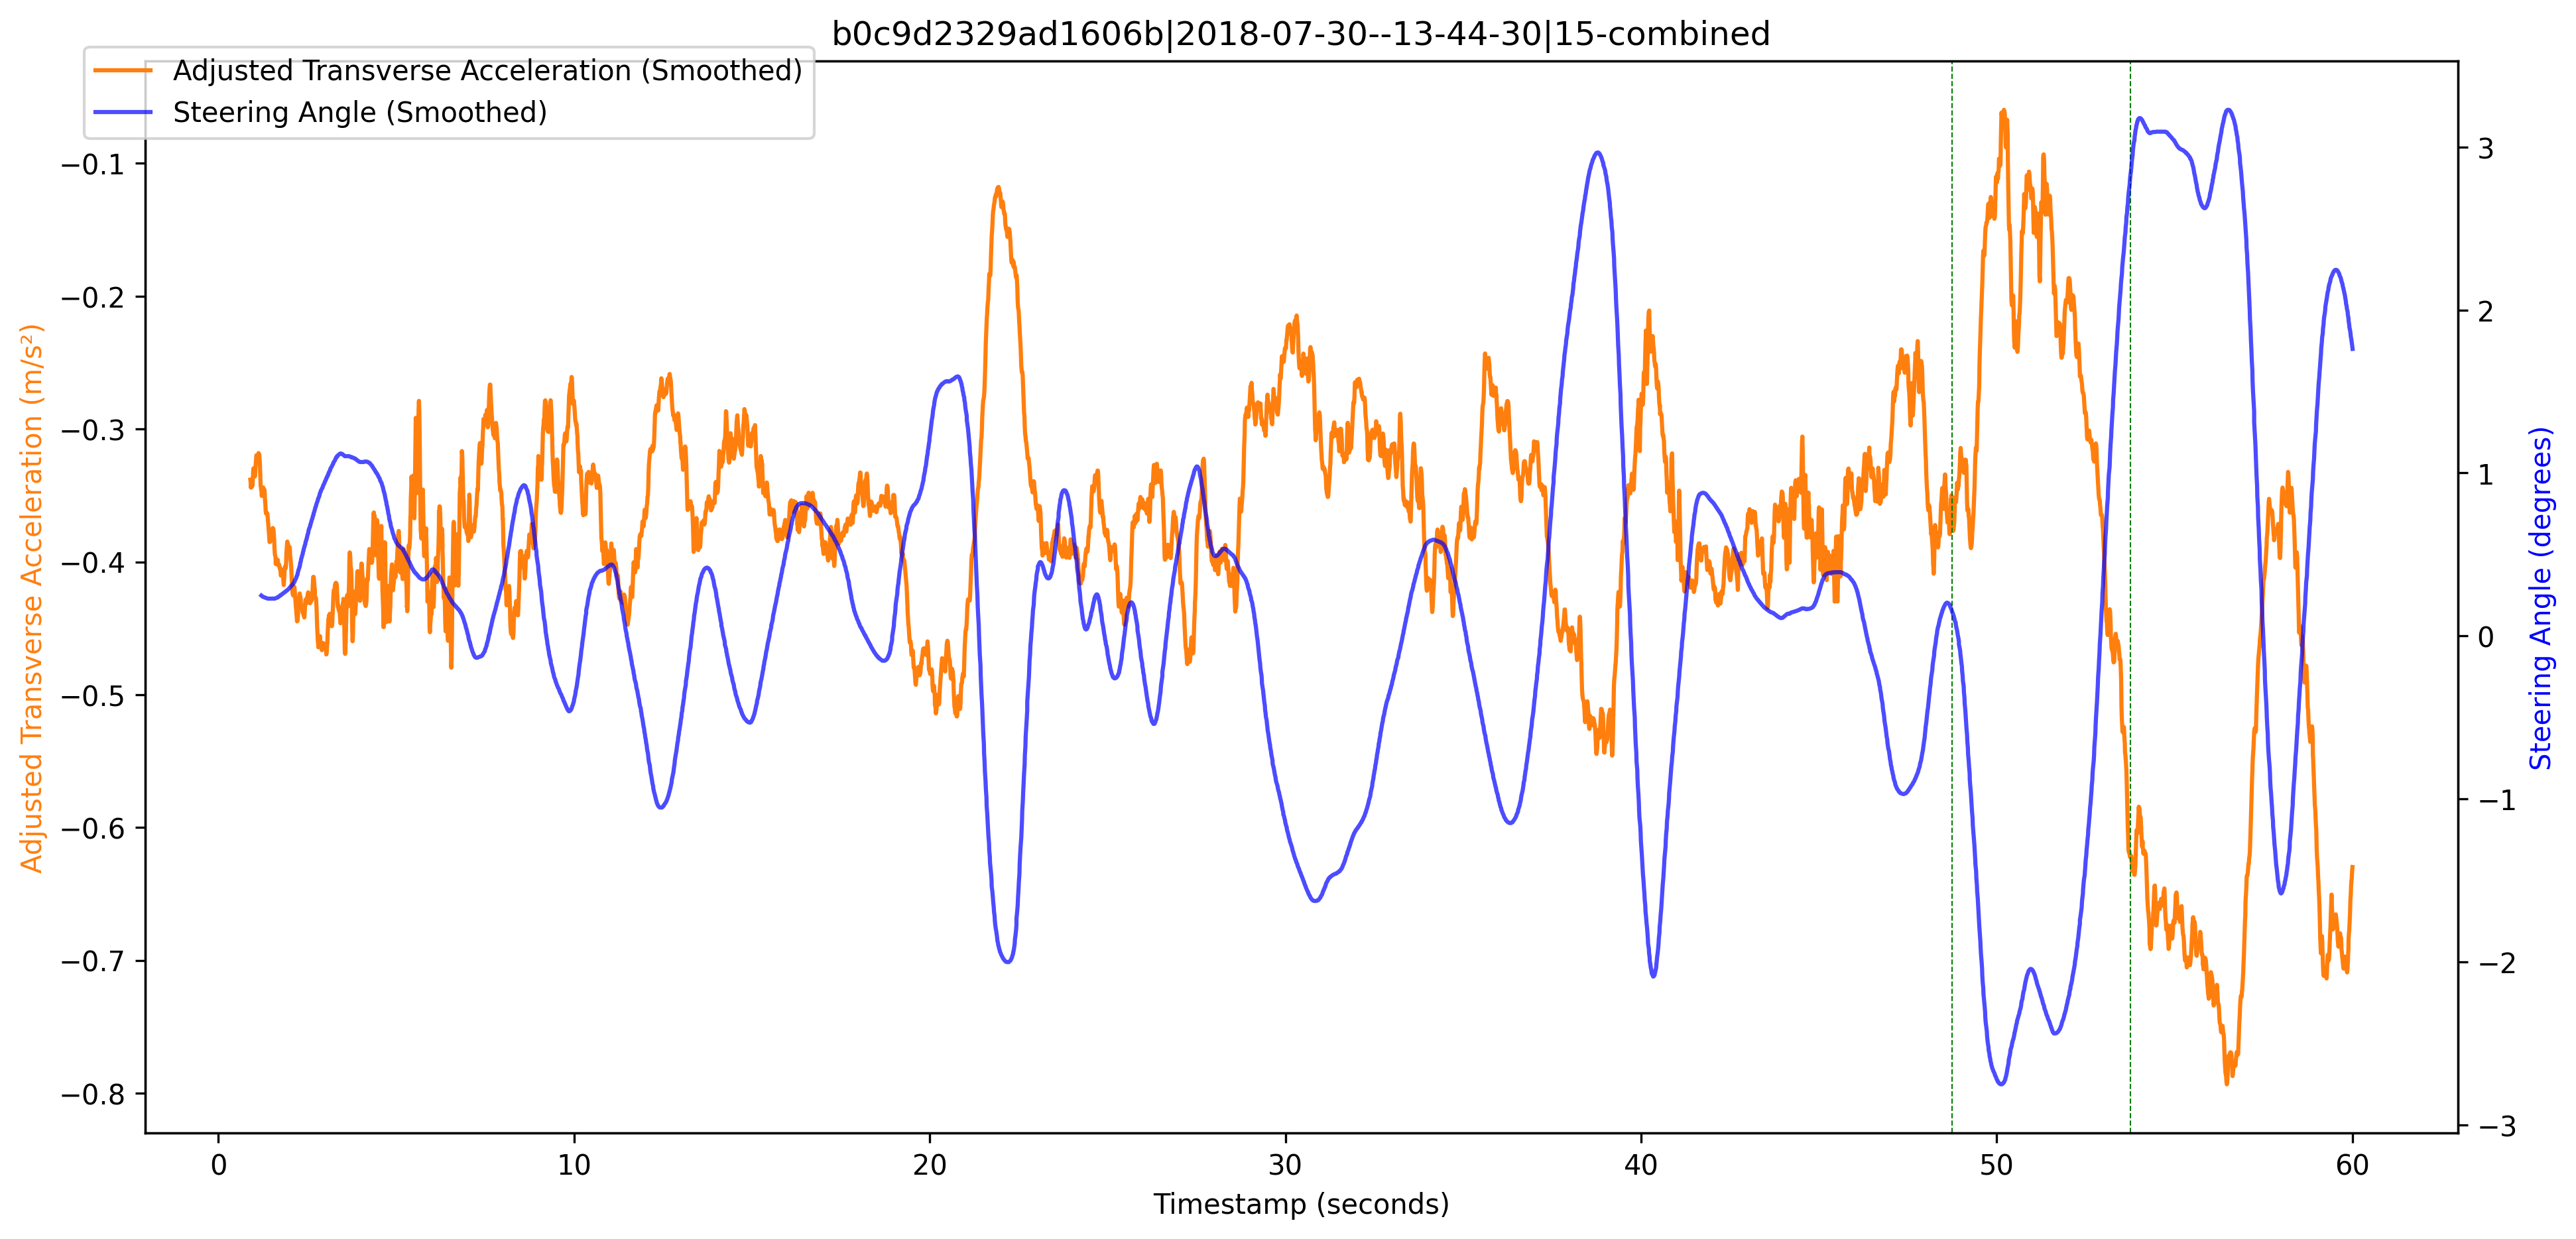 b0c9d2329ad1606b|2018-07-30--13-44-30|15-combined
Adjusted Transverse Acceleration (Smoothed)
Steering Angle (Smoothed)
Adjusted Transverse Acceleration (m/s²)
−0.1
−0.2
−0.3
−0.4
−0.5
−0.6
−0.7
−0.8
3
2
1
0
−1
−2
−3
Steering Angle (degrees)
0 10 20 30 40 50 60
Timestamp (seconds)